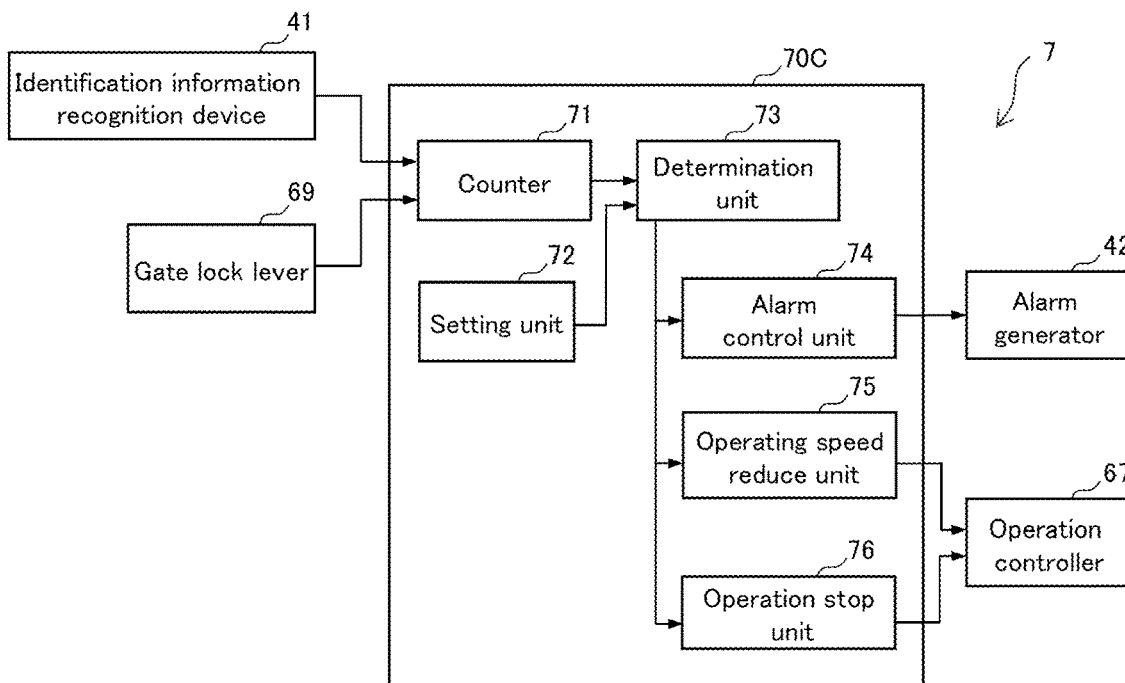 41
Identification information
recognition device
70C
7
71
Counter
73
Determination
unit
69
Gate lock lever
72
Setting unit
74
Alarm
control unit
42
Alarm
generator
75
Operating speed
reduce unit
67
Operation
controller
76
Operation stop
unit